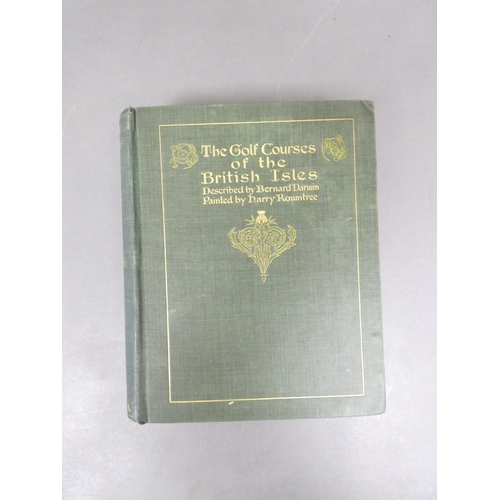 The Golf Courses
of the
British Isles
Described by Bernard Darwin
Painted by Harry Rountree